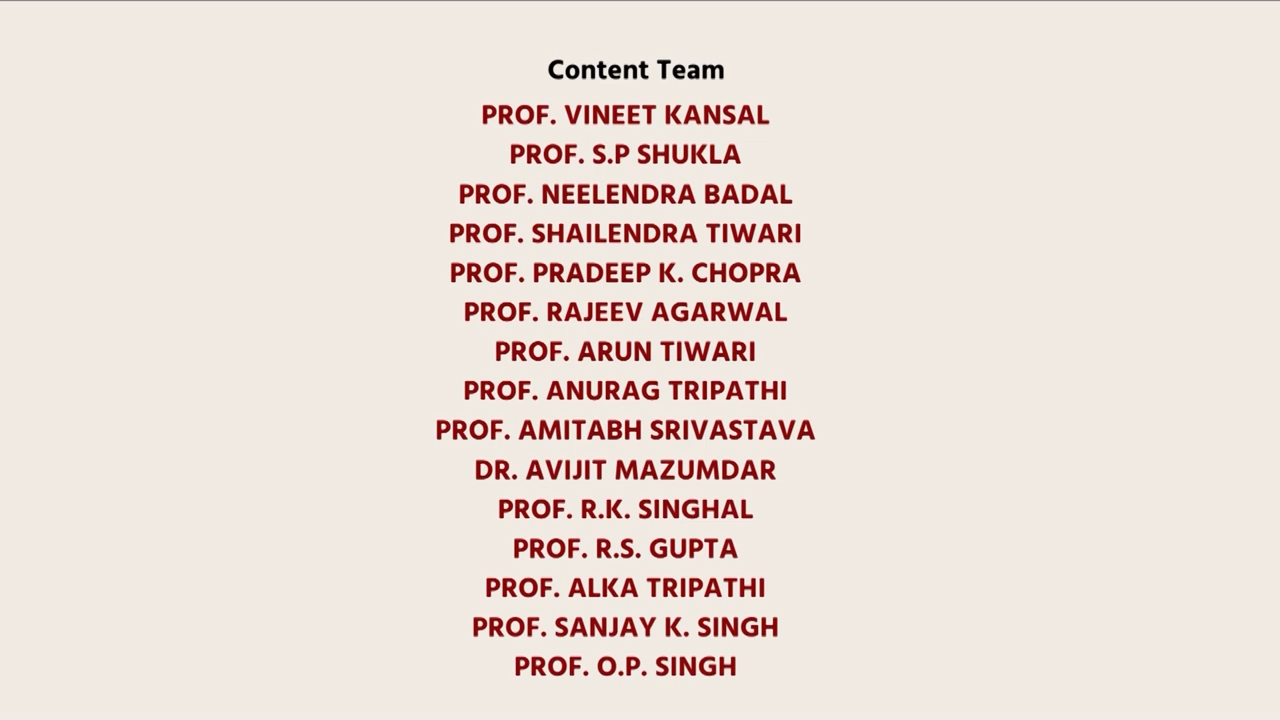 Content Team
PROF. VINEET KANSAL
PROF. S.P SHUKLA
PROF. NEELENDRA BADAL
PROF. SHAILENDRA TIWARI
PROF. PRADEEP K. CHOPRA
PROF. RAJEEV AGARWAL
PROF. ARUN TIWARI
PROF. ANURAG TRIPATHI
PROF. AMITABH SRIVASTAVA
DR. AVIJIT MAZUMDAR
PROF. R.K. SINGHAL
PROF. R.S. GUPTA
PROF. ALKA TRIPATHI
PROF. SANJAY K. SINGH
PROF. O.P. SINGH